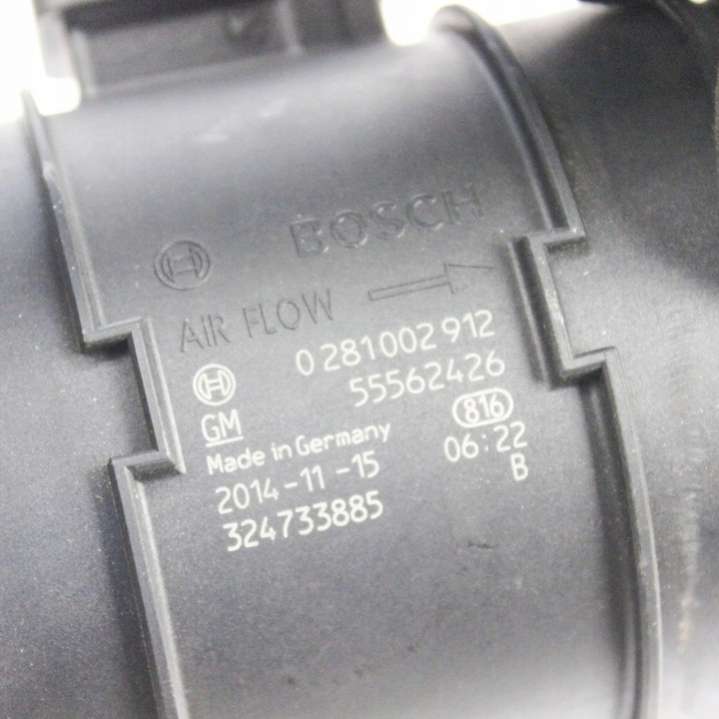 BOSCH
AIR FLOW
0 281 002 912
55562426
GM
816
Made in Germany
2014-11-15
06:22
B
324733885